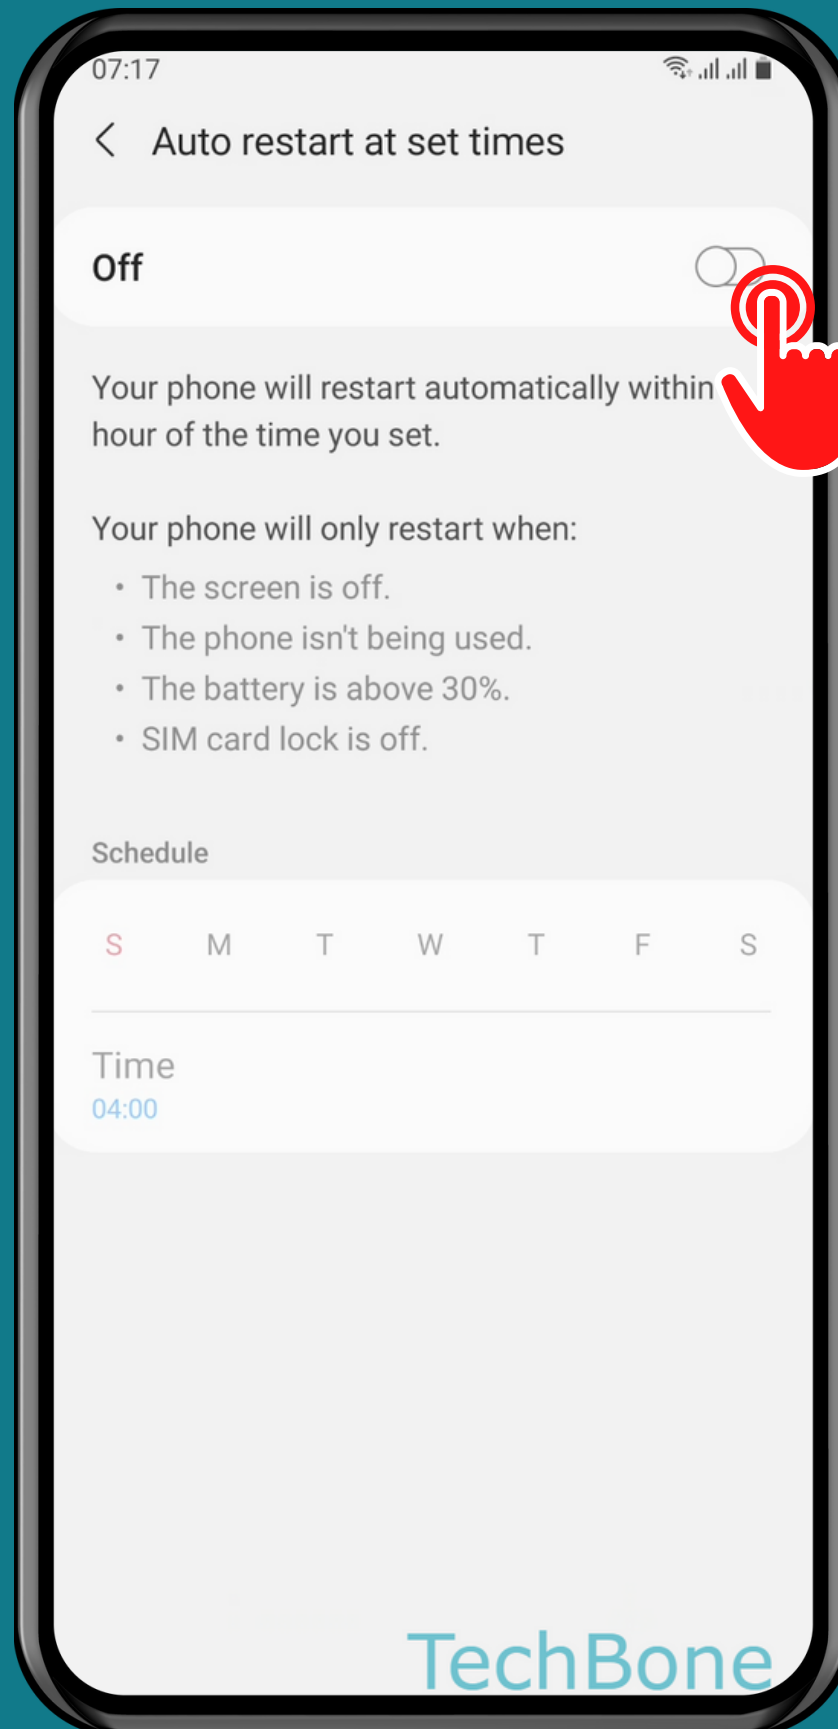 07:17
Auto restart at set times
Off
Your phone will restart automatically within
hour of the time you set.
Your phone will only restart when:
• The screen is off.
• The phone isn't being used.
• The battery is above 30%.
• SIM card lock is off.
Schedule
S M T W T F S
Time
04:00
TechBone